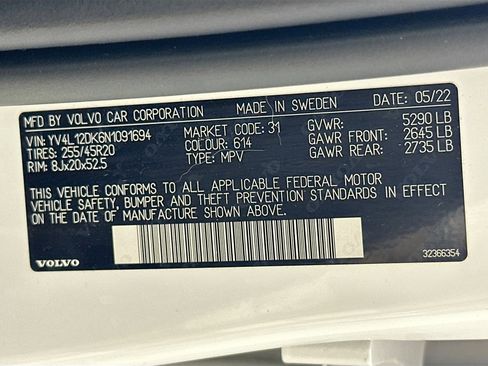 MFD BY VOLVO CAR CORPORATION MADE IN SWEDEN DATE: 05/22
VIN: YV4L12DK6N1091694 MARKET CODE: 31 GVWR: 5290 LB
TIRES: 255/45R20 COLOUR: 614 GAWR FRONT: 2645 LB
RIM: 8Jx20x52.5 TYPE: MPV GAWR REAR: 2735 LB
THIS VEHICLE CONFORMS TO ALL APPLICABLE FEDERAL MOTOR
VEHICLE SAFETY, BUMPER AND THEFT PREVENTION STANDARDS IN EFFECT
ON THE DATE OF MANUFACTURE SHOWN ABOVE.
VOLVO 32366354